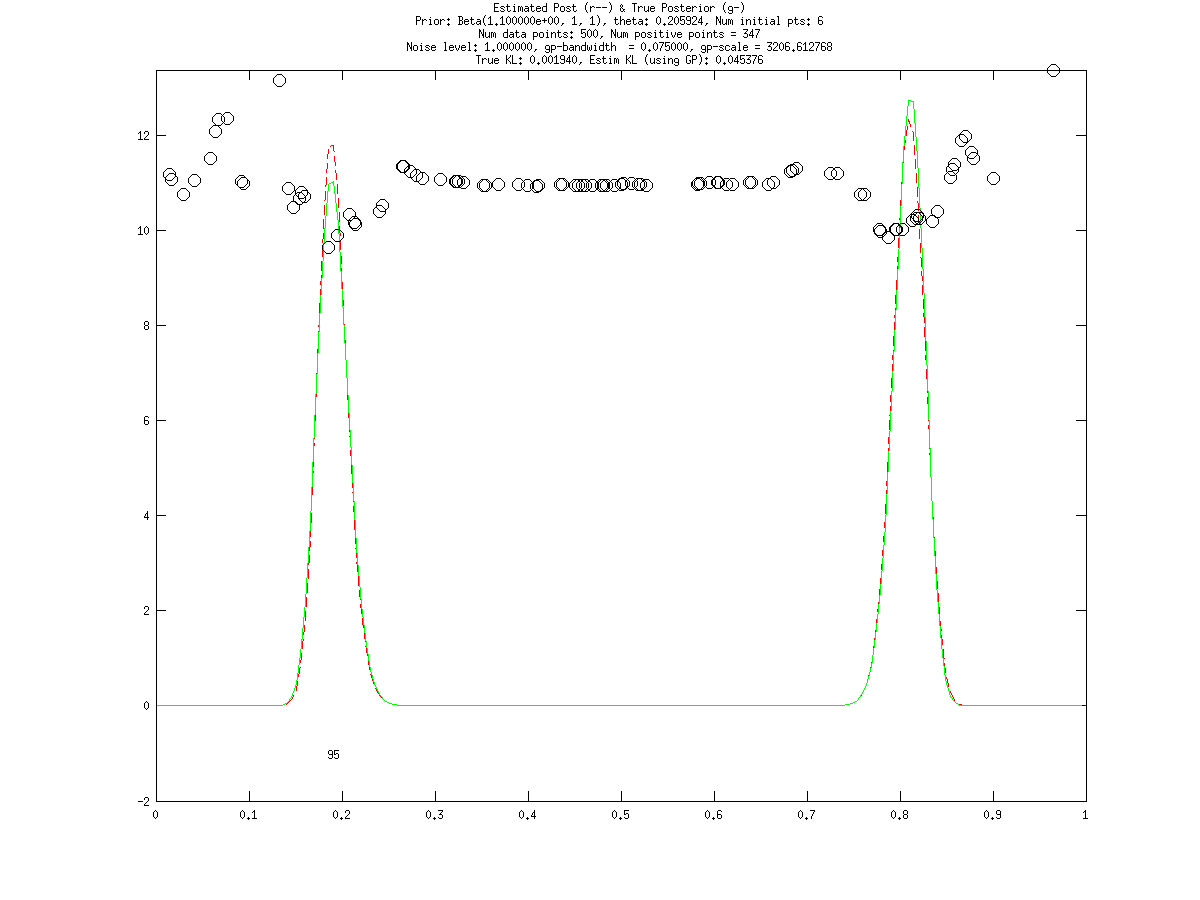 Estimated Post (r--) & True Posterior (g-)
Prior: Beta(1.100000e+00, 1, 1), theta: 0.205924, Num initial pts: 6
Num data points: 500, Num positive points = 347
Noise level: 1.000000, gp-bandwidth  = 0.075000, gp-scale = 3206.612768
True KL: 0.001940, Estim KL (using GP): 0.045376
12
10
8
6
4
2
0
95
-2
0 0.1 0.2 0.3 0.4 0.5 0.6 0.7 0.8 0.9 1